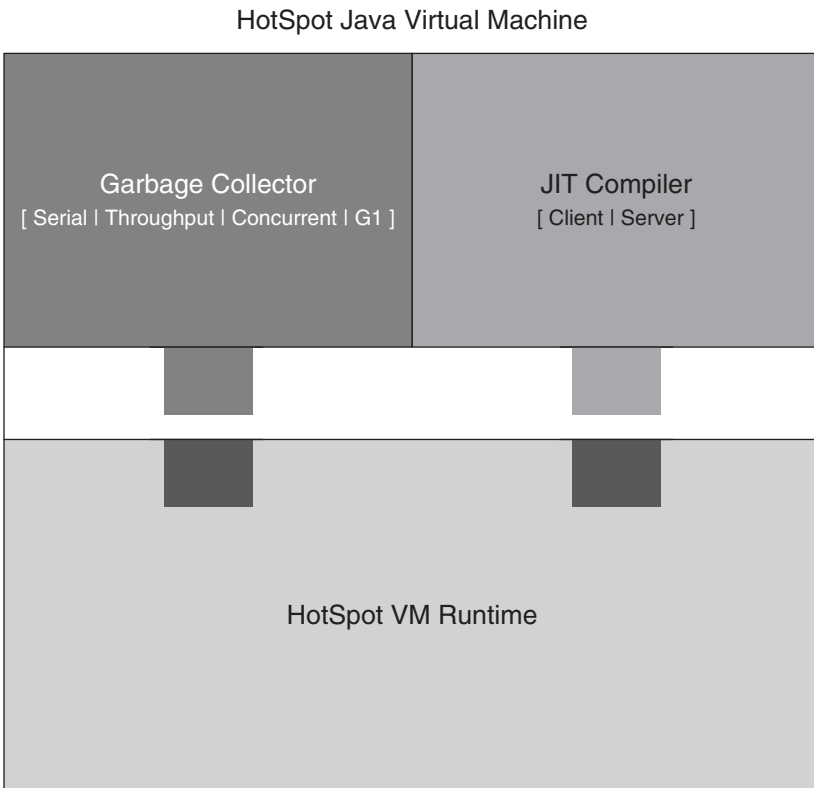 HotSpot Java Virtual Machine
Garbage Collector
[ Serial | Throughput | Concurrent | G1 ]
JIT Compiler
[ Client | Server ]
HotSpot VM Runtime